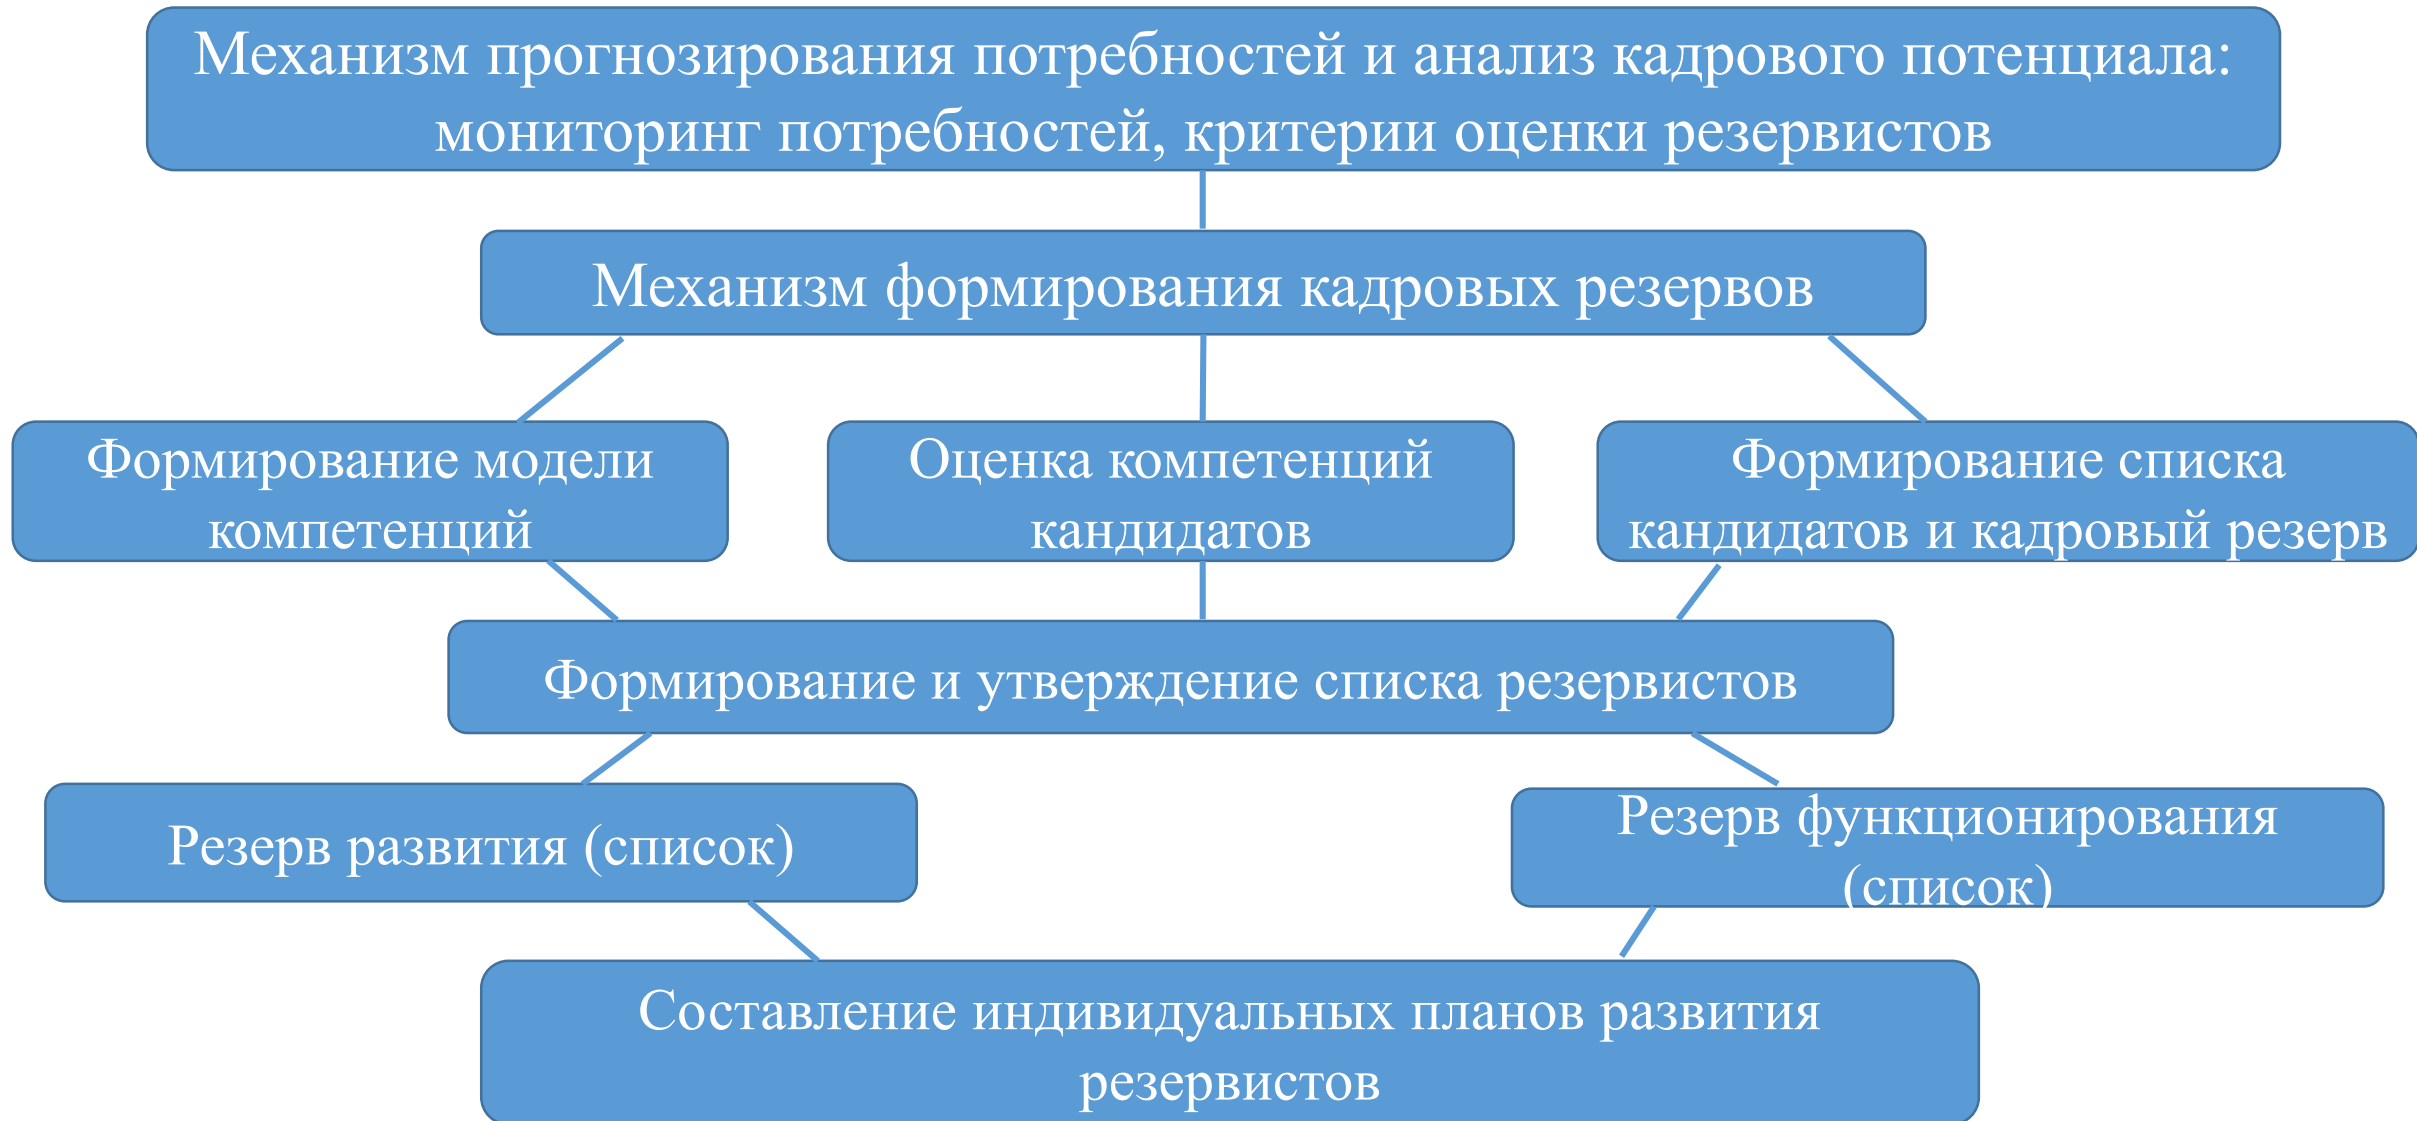 Механизм прогнозирования потребностей и анализ кадрового потенциала:
мониторинг потребностей, критерии оценки резервистов
Механизм формирования кадровых резервов
Формирование модели
компетенций
Оценка компетенций
кандидатов
Формирование списка
кандидатов и кадровый резерв
Формирование и утверждение списка резервистов
Резерв развития (список)
Резерв функционирования
(список)
Составление индивидуальных планов развития
резервистов